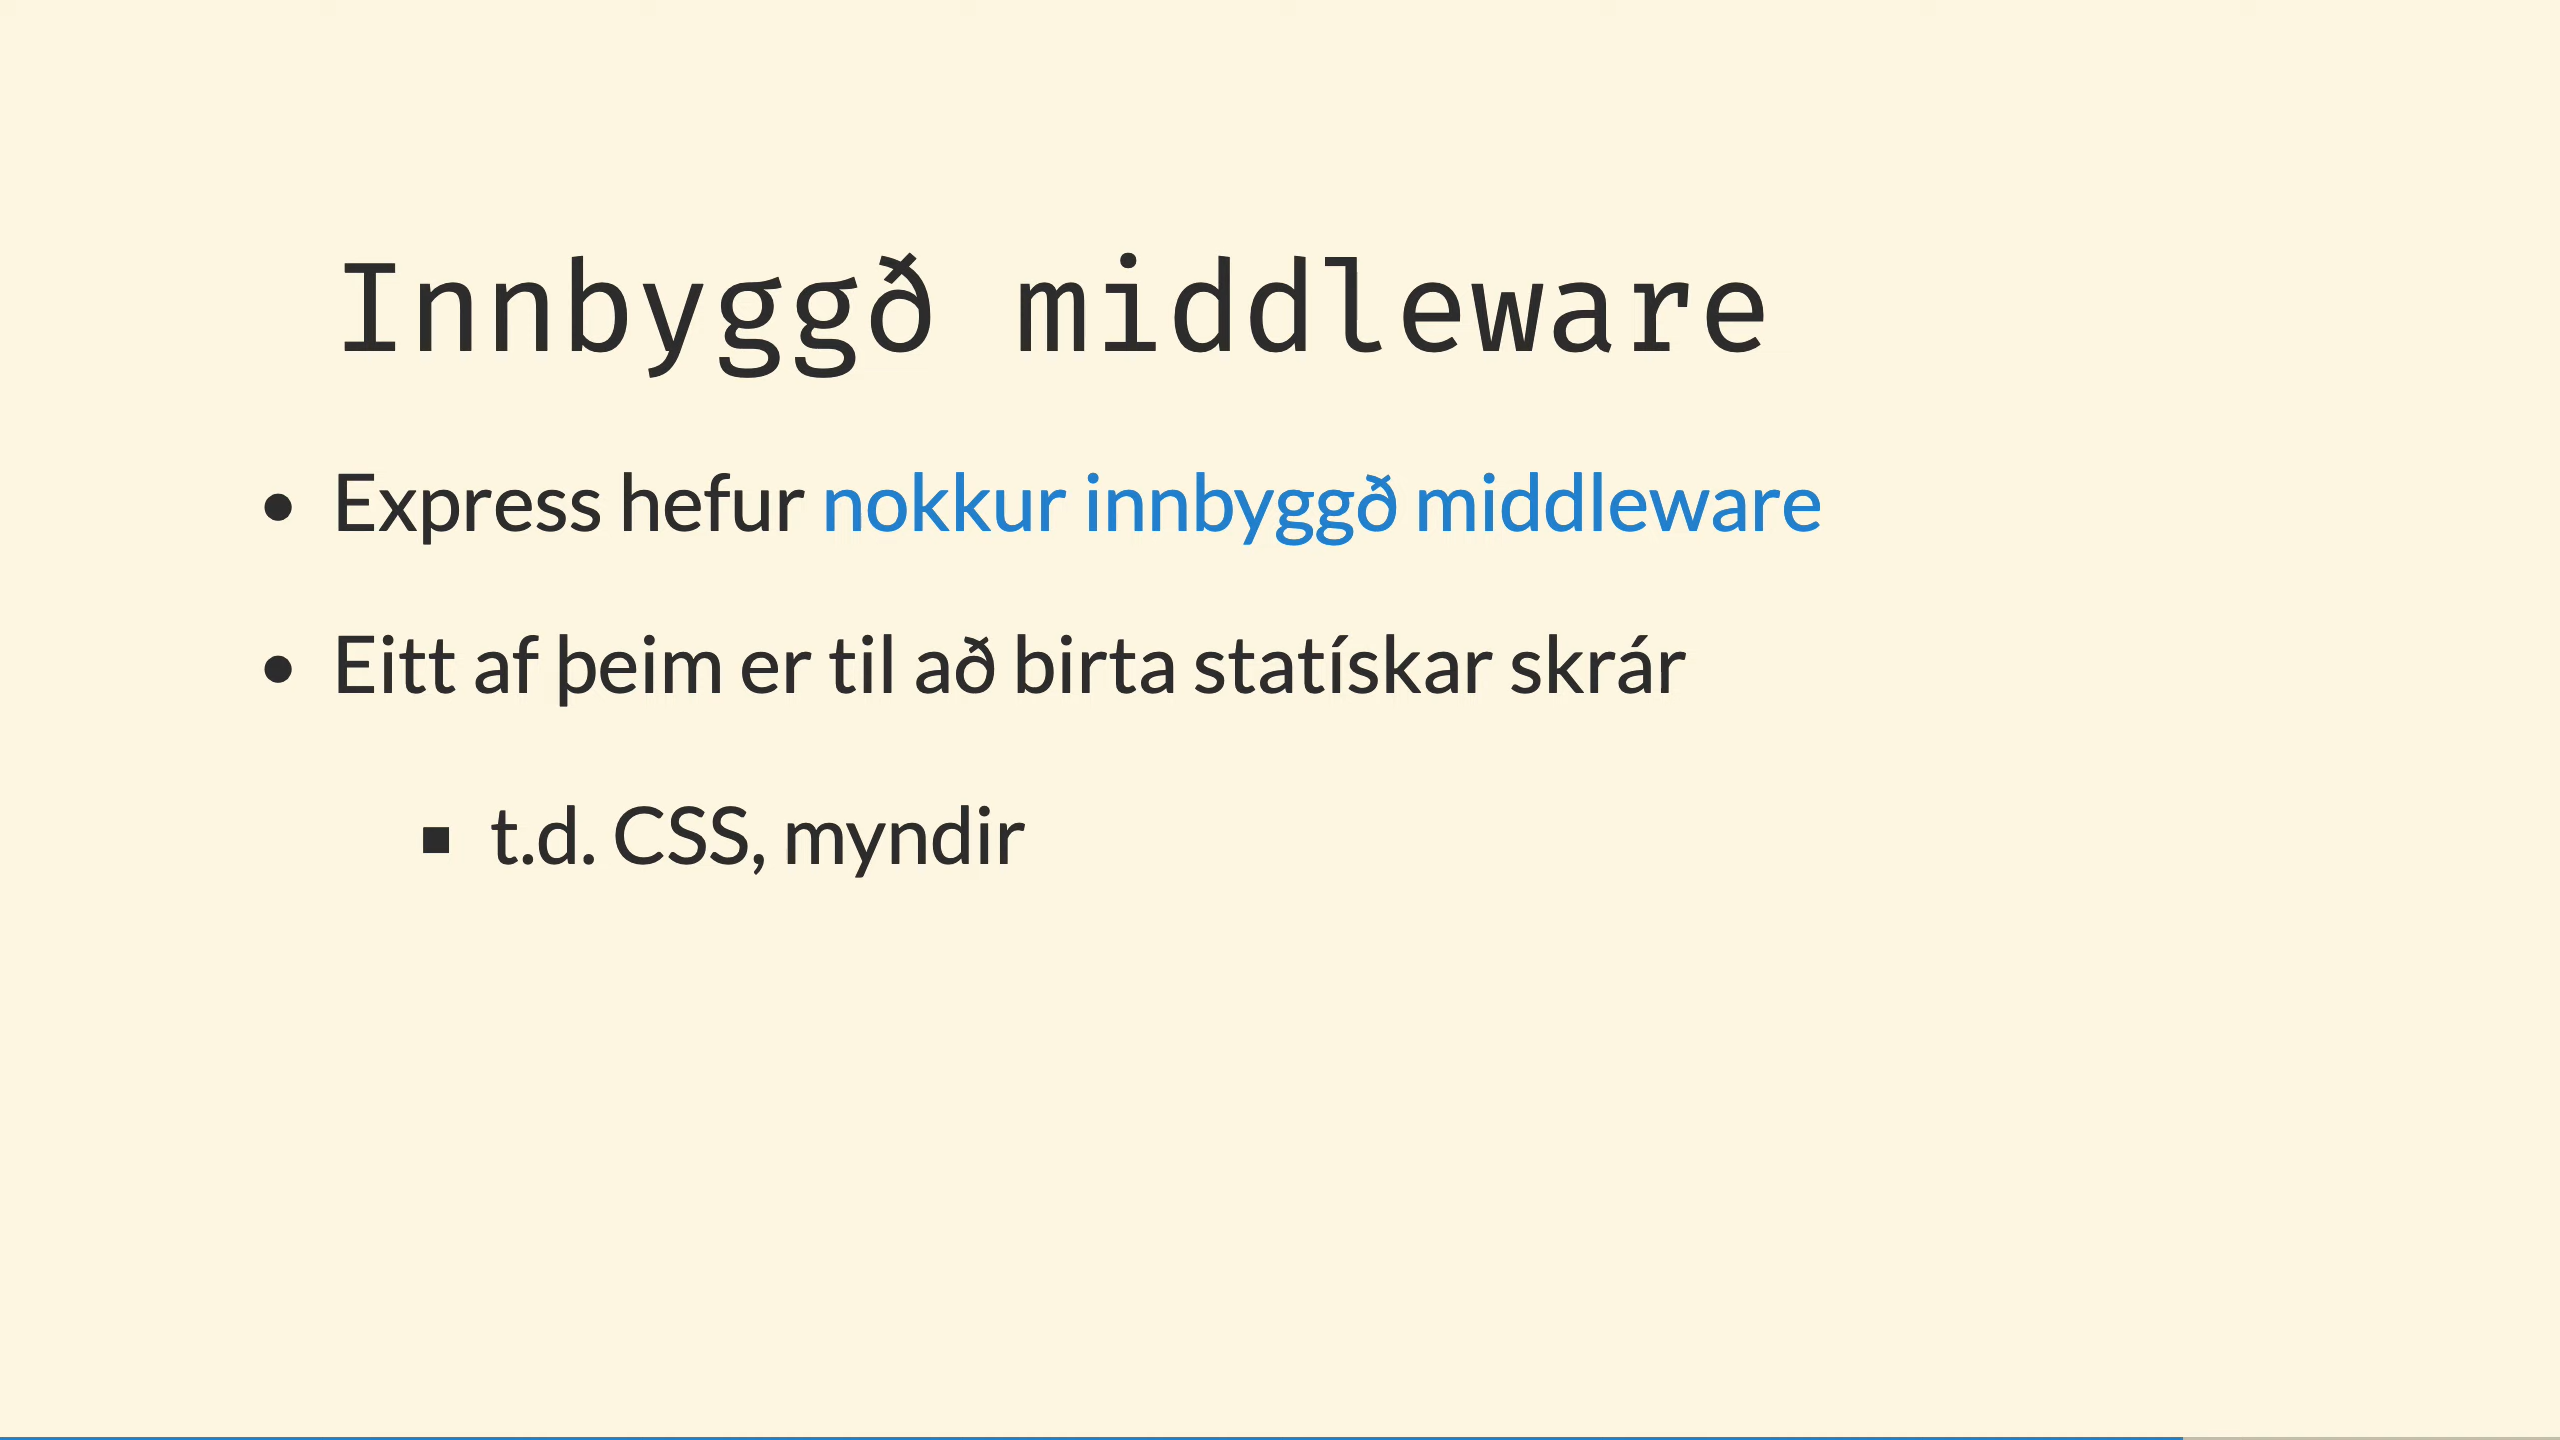 Innbyggð middleware
Express hefur nokkur innbyggð middleware
Eitt af þeim er til að birta statískar skrár
t.d. CSS, myndir